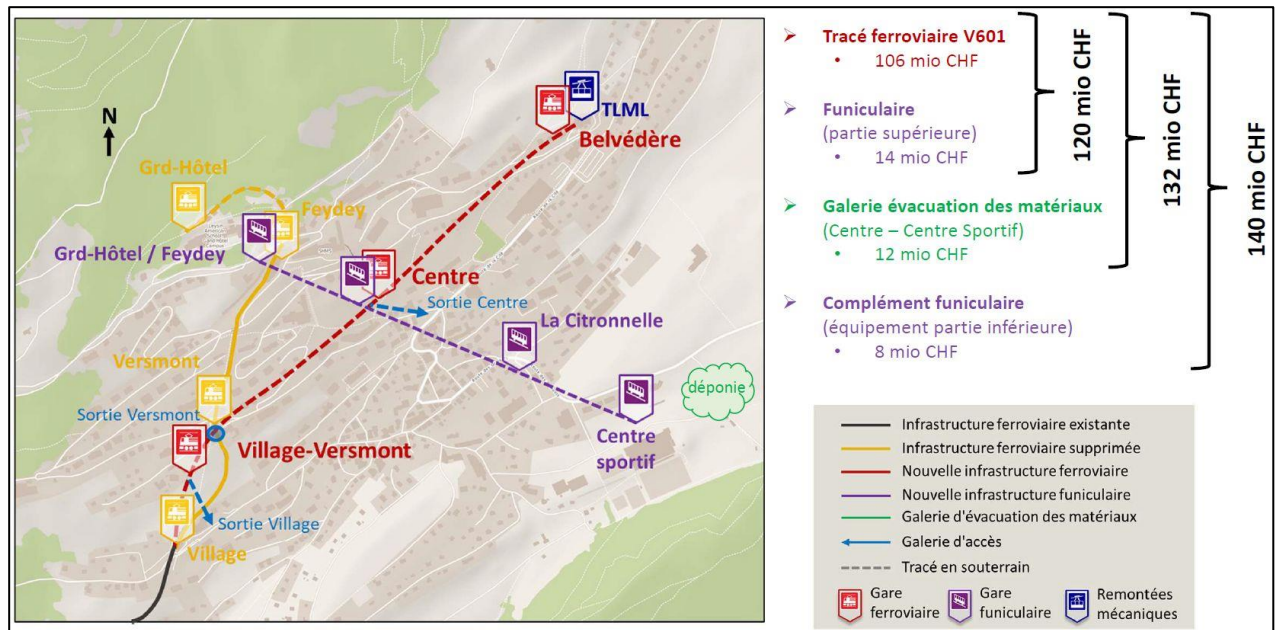 N
TLML
Belvédère
Grd-Hôtel
Feydey
Grd-Hôtel / Feydey
Centre
Sortie Centre
La Citronnelle
Versmont
déponie
Sortie Versmont
Village-Versmont
Centre
sportif
Sortie Village
Village
➢ Tracé ferroviaire V601
• 106 mio CHF
➢ Funiculaire
(partie supérieure)
• 14 mio CHF
➢ Galerie évacuation des matériaux
(Centre – Centre Sportif)
• 12 mio CHF
➢ Complément funiculaire
(équipement partie inférieure)
• 8 mio CHF
120 mio CHF
132 mio CHF
140 mio CHF
Infrastructure ferroviaire existante
Infrastructure ferroviaire supprimée
Nouvelle infrastructure ferroviaire
Nouvelle infrastructure funiculaire
Galerie d'évacuation des matériaux
Galerie d'accès
Tracé en souterrain
Gare
ferroviaire
Gare
funiculaire
Remontées
mécaniques